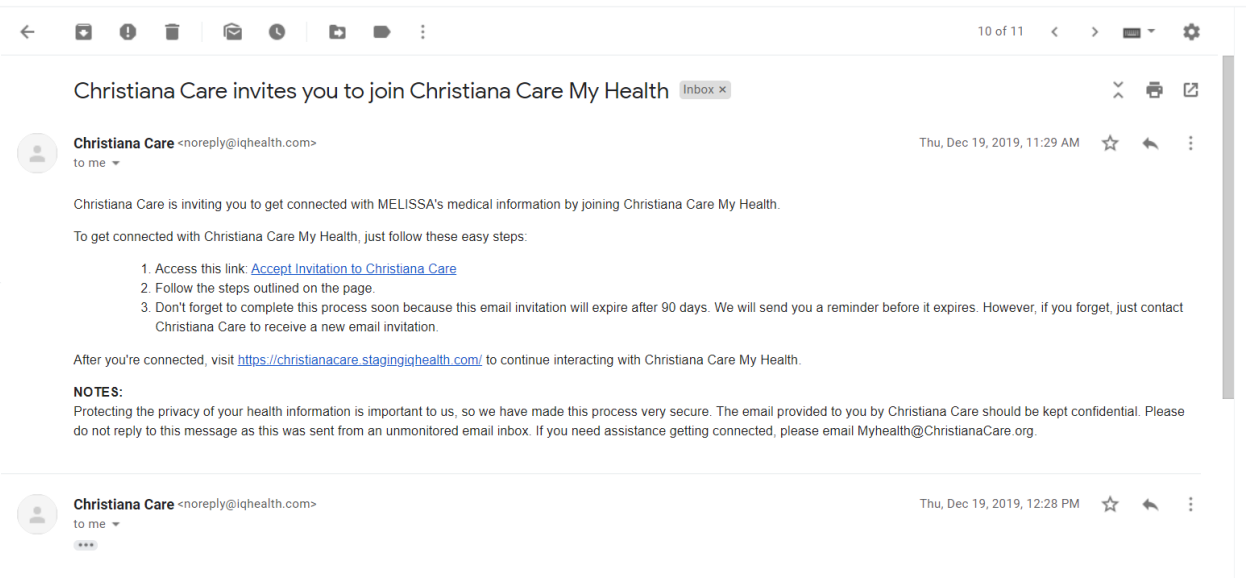 10 of 11
Christiana Care invites you to join Christiana Care My Health Inbox ×
Christiana Care <noreply@iqhealth.com> Thu, Dec 19, 2019, 11:29 AM
to me
Christiana Care is inviting you to get connected with MELISSA's medical information by joining Christiana Care My Health.
To get connected with Christiana Care My Health, just follow these easy steps:
1. Access this link: Accept Invitation to Christiana Care
2. Follow the steps outlined on the page.
3. Don't forget to complete this process soon because this email invitation will expire after 90 days. We will send you a reminder before it expires. However, if you forget, just contact
Christiana Care to receive a new email invitation.
After you're connected, visit https://christianacare.stagingiqhealth.com/ to continue interacting with Christiana Care My Health.
NOTES:
Protecting the privacy of your health information is important to us, so we have made this process very secure. The email provided to you by Christiana Care should be kept confidential. Please
do not reply to this message as this was sent from an unmonitored email inbox. If you need assistance getting connected, please email Myhealth@ChristianaCare.org.
Christiana Care <noreply@iqhealth.com> Thu, Dec 19, 2019, 12:28 PM
to me